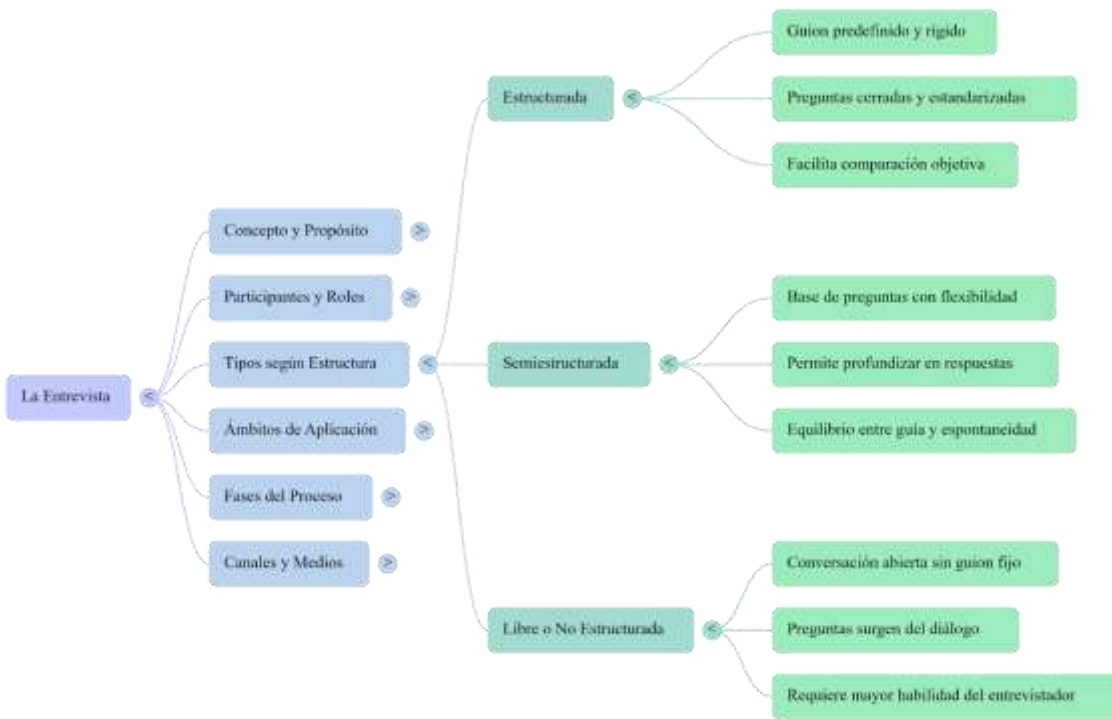 La Entrevista
Concepto y Propósito
Participantes y Roles
Tipos según Estructura
Ámbitos de Aplicación
Fases del Proceso
Canales y Medios
Estructurada
Guion predefinido y rígido
Preguntas cerradas y estandarizadas
Facilita comparación objetiva
Semiestructurada
Base de preguntas con flexibilidad
Permite profundizar en respuestas
Equilibrio entre guía y espontaneidad
Libre o No Estructurada
Conversación abierta sin guion fijo
Preguntas surgen del diálogo
Requiere mayor habilidad del entrevistador